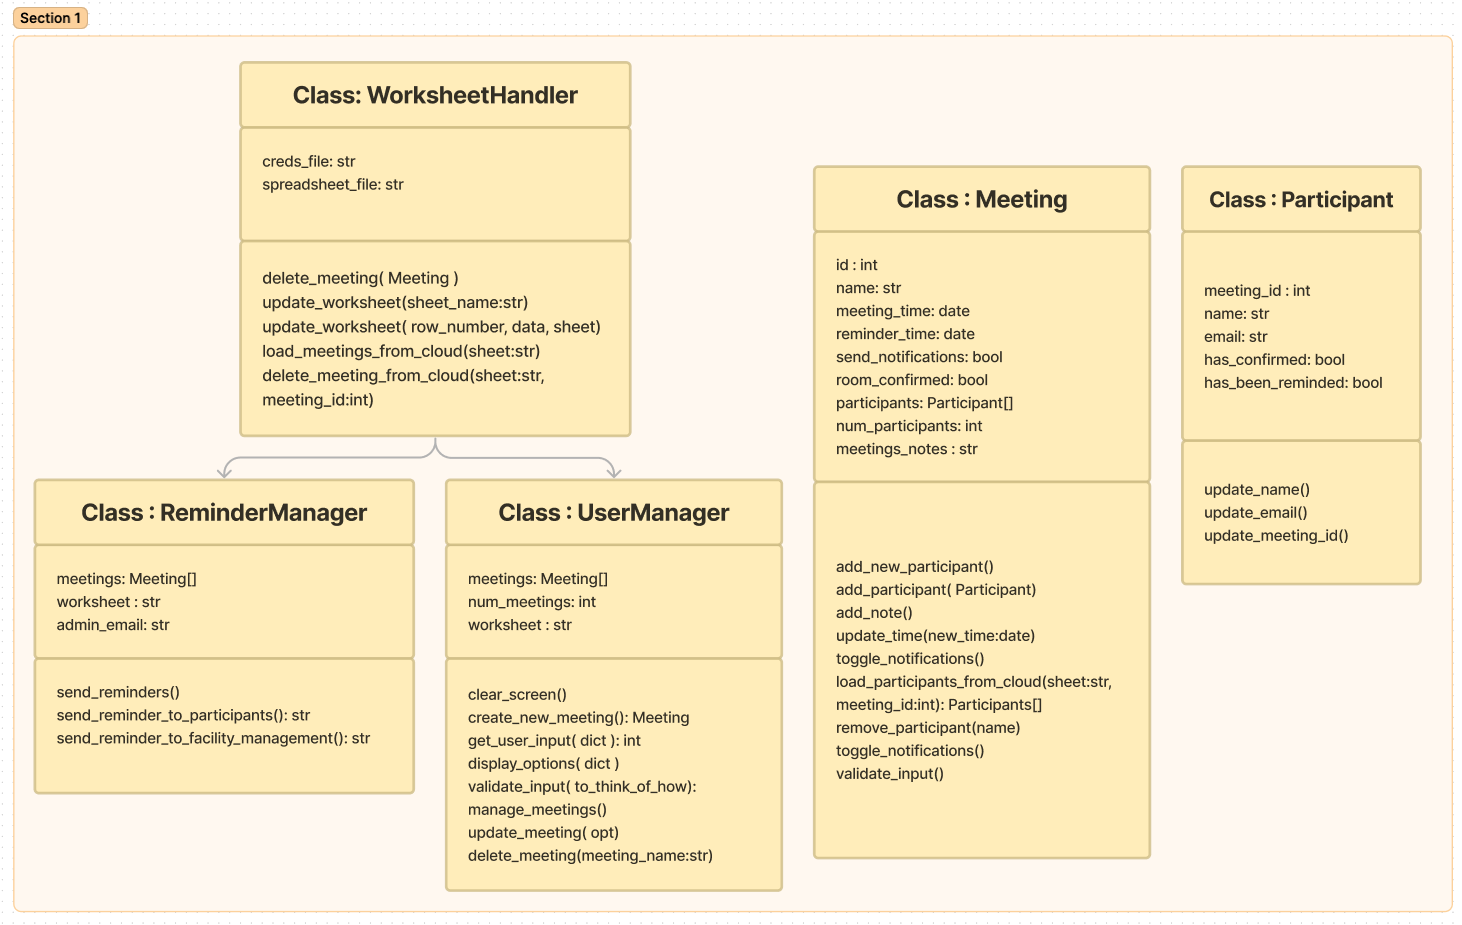 Section 1
Class: WorksheetHandler
creds_file: str
spreadsheet_file: str
delete_meeting( Meeting )
update_worksheet(sheet_name:str)
update_worksheet( row_number, data, sheet)
load_meetings_from_cloud(sheet:str)
delete_meeting_from_cloud(sheet:str,
meeting_id:int)
Class : ReminderManager
meetings: Meeting[]
worksheet : str
admin_email: str
send_reminders()
send_reminder_to_participants(): str
send_reminder_to_facility_management(): str
Class : UserManager
meetings: Meeting[]
num_meetings: int
worksheet : str
clear_screen()
create_new_meeting(): Meeting
get_user_input( dict ): int
display_options( dict )
validate_input( to_think_of_how):
manage_meetings()
update_meeting( opt)
delete_meeting(meeting_name:str)
Class : Meeting
id : int
name: str
meeting_time: date
reminder_time: date
send_notifications: bool
room_confirmed: bool
participants: Participant[]
num_participants: int
meetings_notes : str
add_new_participant()
add_participant( Participant)
add_note()
update_time(new_time:date)
toggle_notifications()
load_participants_from_cloud(sheet:str,
meeting_id:int): Participants[]
remove_participant(name)
toggle_notifications()
validate_input()
Class : Participant
meeting_id : int
name: str
email: str
has_confirmed: bool
has_been_reminded: bool
update_name()
update_email()
update_meeting_id()